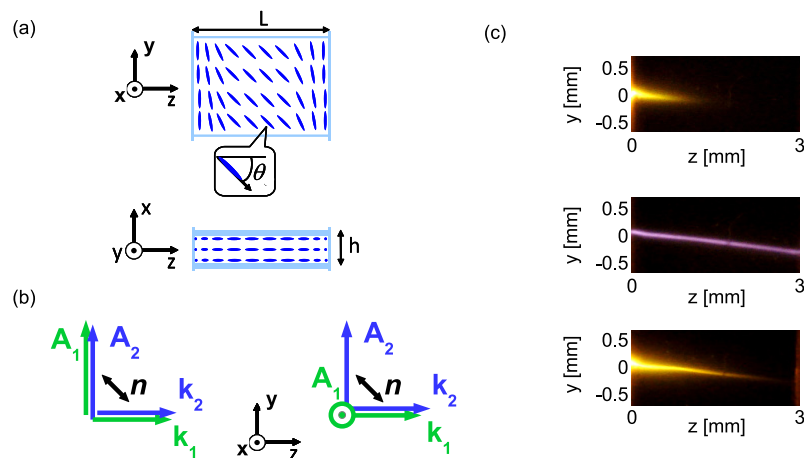 (a)
L
y
x
z
θ
x
y
z
h
(b)
A1
A2
n
k2
k1
y
x
z
A2
A1
n
k2
k1
(c)
y [mm]
0.5
0
-0.5
0
3
z [mm]
y [mm]
0.5
0
-0.5
0
3
z [mm]
y [mm]
0.5
0
-0.5
0
3
z [mm]